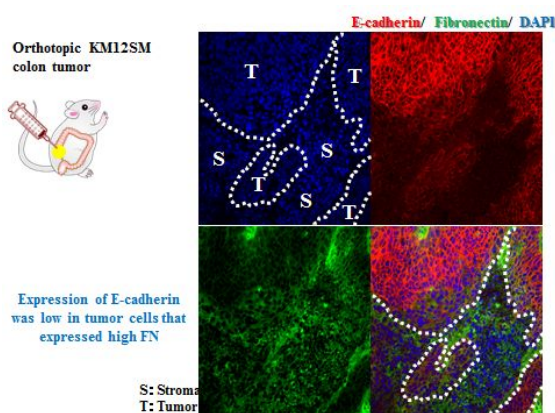 E-cadherin/ Fibronectin/ DAPI
Orthotopic KM12SM
colon tumor
T
T
S
S
T
S
T
Expression of E-cadherin
was low in tumor cells that
expressed high FN
S: Stroma
T: Tumor